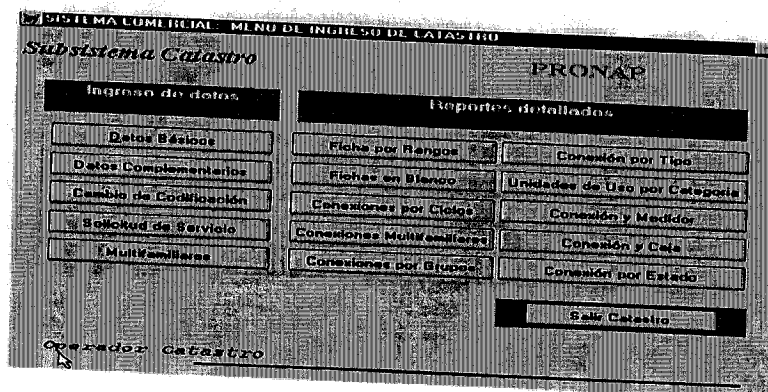 SISTEMA COMERCIAL: MENU DE INGRESO DE CATASTRO
Subsistema Catastro
PRONAP
Ingreso de datos
Reportes detallados
Datos Básicos
Datos Complementarios
Cambio de Codificación
Solicitud de Servicio
Multifamiliares
Ficha por Rangos
Fichas en Blanco
Conexiones por Ciclos
Conexiones Multifamiliares
Conexiones por Grupos
Conexión por Tipo
Unidades de Uso por Categoria
Conexión y Medidor
Conexión y Caja
Conexión por Estado
Salir Catastro
Operador Catastro